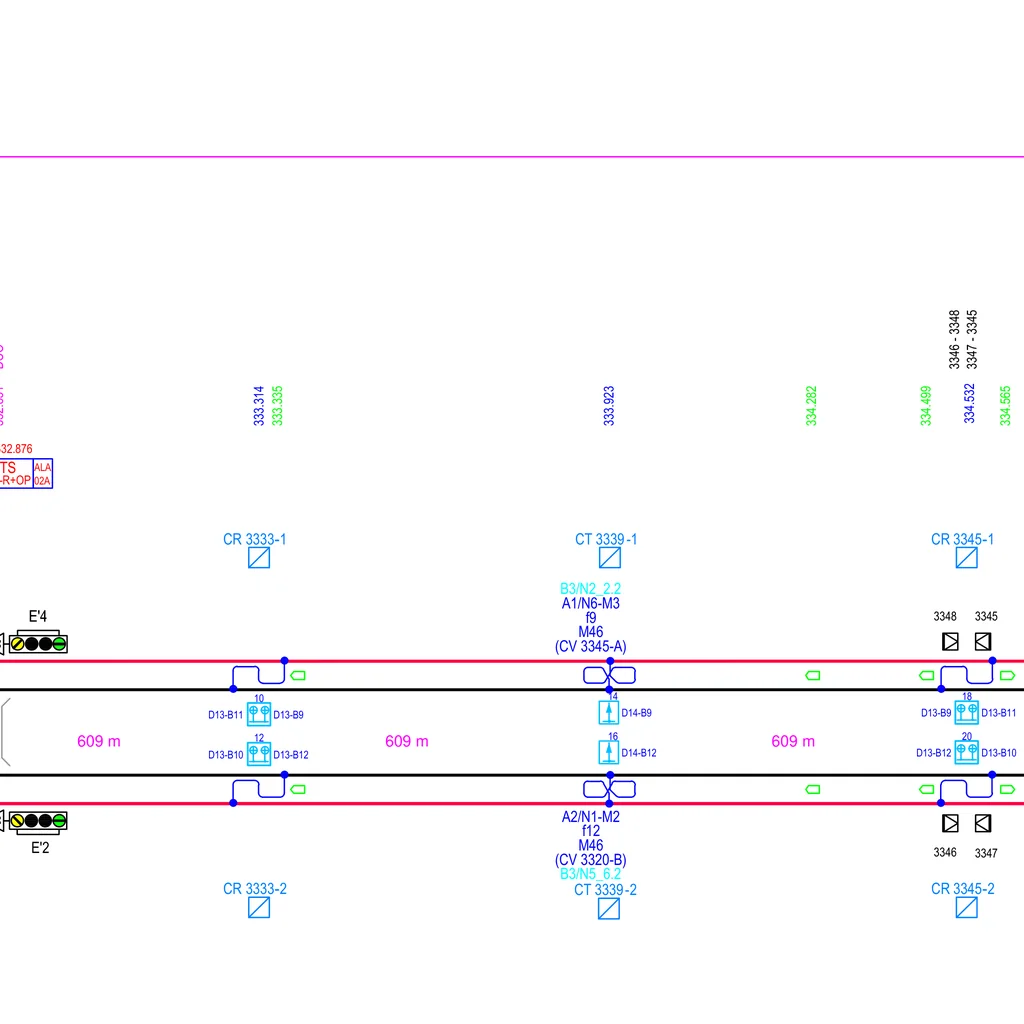 3346 - 3348
3347 - 3345
333.314
333.335
333.923
334.282
334.499
334.532
334.565
32.876
TS
-R+OP
ALA
02A
CR 3333-1
CT 3339-1
CR 3345-1
B3/N2_2.2
A1/N6-M3
f9
M46
(CV 3345-A)
E'4
3348
3345
10
D13-B11
D13-B9
14
D14-B9
18
D13-B9
D13-B11
609 m
609 m
609 m
12
D13-B10
D13-B12
16
D14-B12
20
D13-B12
D13-B10
A2/N1-M2
f12
M46
(CV 3320-B)
B3/N5_6.2
E'2
3346
3347
CR 3333-2
CT 3339-2
CR 3345-2